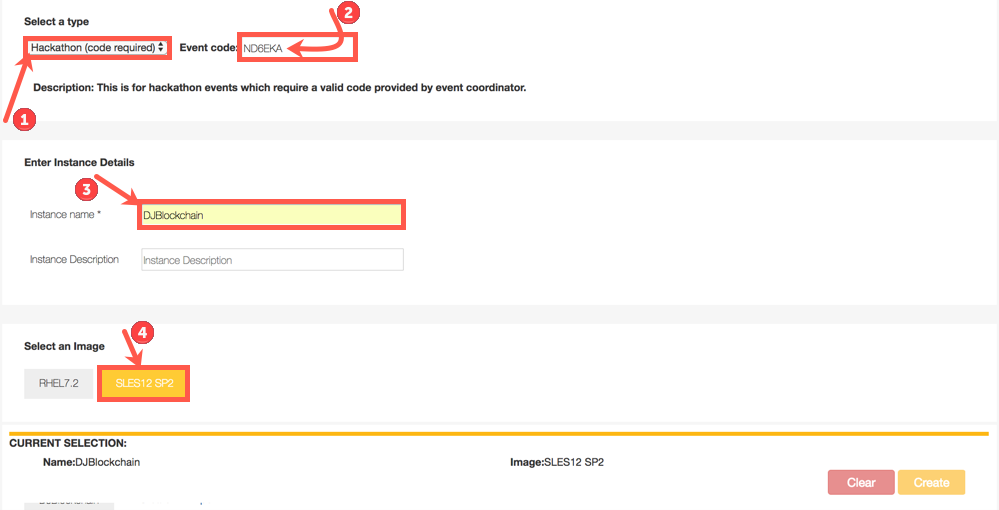 Select a type
2
Hackathon (code required) Event code: ND6EKA
Description: This is for hackathon events which require a valid code provided by event coordinator.
1
Enter Instance Details
3
Instance name * DJBlockchain
Instance Description Instance Description
4
Select an Image
RHEL7.2 SLES12 SP2
CURRENT SELECTION:
Name:DJBlockchain Image:SLES12 SP2
Clear Create